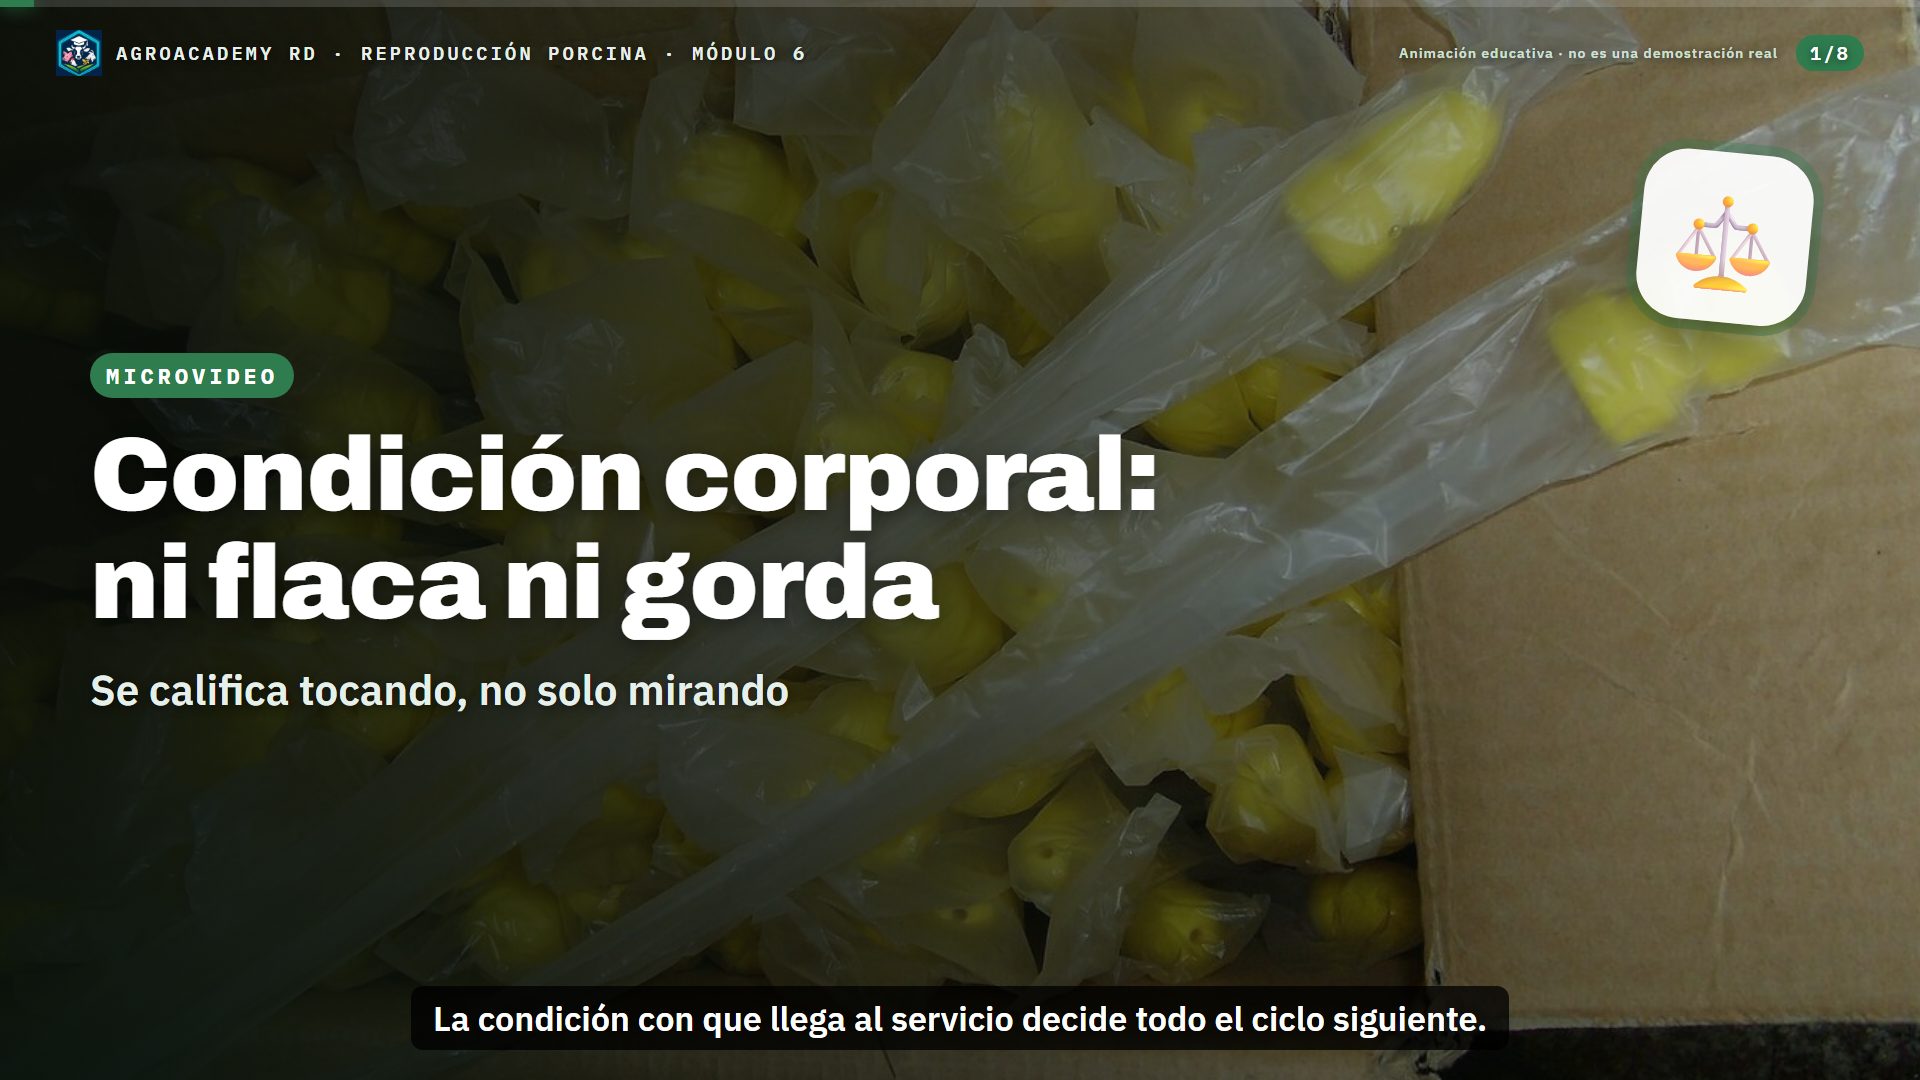 AGROACADEMY RD · REPRODUCCIÓN PORCINA · MÓDULO 6
Animación educativa · no es una demostración real
1/8
MICROVIDEO
Condición corporal:
ni flaca ni gorda
Se califica tocando, no solo mirando
La condición con que llega al servicio decide todo el ciclo siguiente.